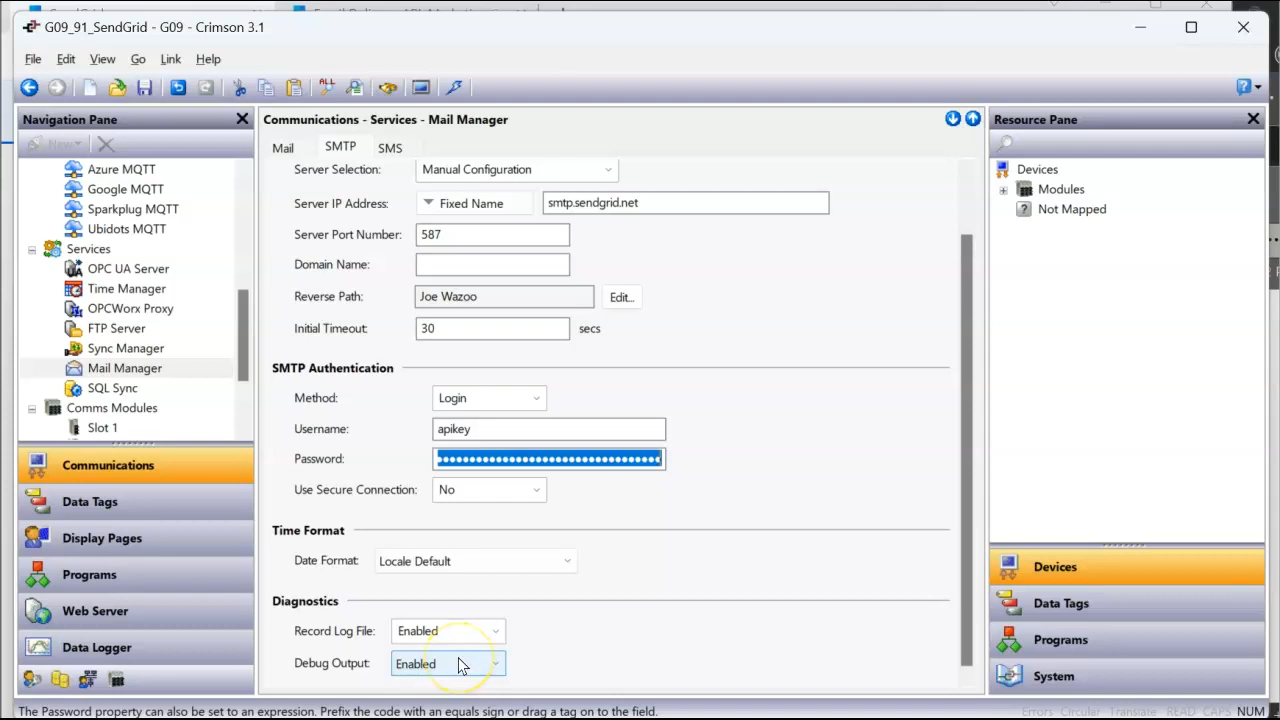 G09_91_SendGrid - G09 - Crimson 3.1
File Edit View Go Link Help
Navigation Pane
New
Azure MQTT
Google MQTT
Sparkplug MQTT
Ubidots MQTT
Services
OPC UA Server
Time Manager
OPCWorx Proxy
FTP Server
Sync Manager
Mail Manager
SQL Sync
Comms Modules
Slot 1
Communications
Data Tags
Display Pages
Programs
Web Server
Data Logger
Communications - Services - Mail Manager
Mail SMTP SMS
Server Selection: Manual Configuration
Server IP Address: Fixed Name smtp.sendgrid.net
Server Port Number: 587
Domain Name:
Reverse Path: Joe Wazoo Edit...
Initial Timeout: 30 secs
SMTP Authentication
Method: Login
Username: apikey
Password:
Use Secure Connection: No
Time Format
Date Format: Locale Default
Diagnostics
Record Log File: Enabled
Debug Output: Enabled
Resource Pane
Devices
Modules
Not Mapped
Devices
Data Tags
Programs
System
The Password property can also be set to an expression. Prefix the code with an equals sign or drag a tag on to the field.
Errors Circular Translate READ CAPS NUM